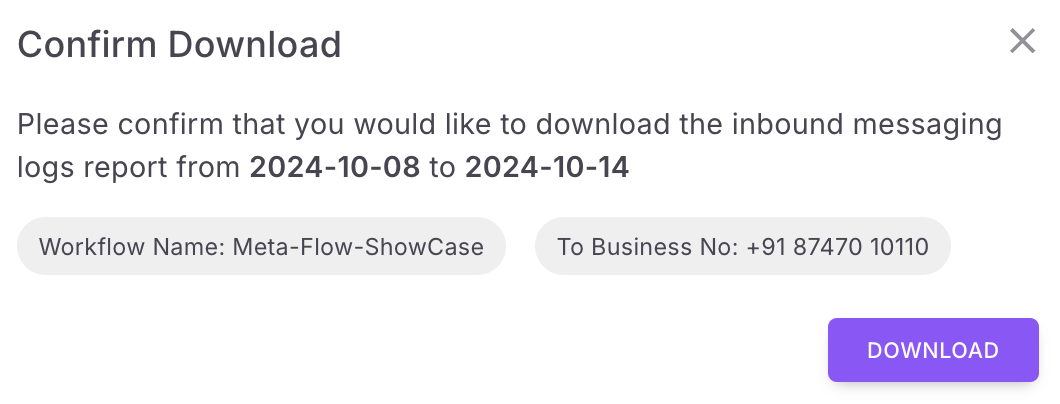 Confirm Download
Please confirm that you would like to download the inbound messaging
logs report from 2024-10-08 to 2024-10-14
Workflow Name: Meta-Flow-ShowCase
To Business No: +91 87470 10110
DOWNLOAD